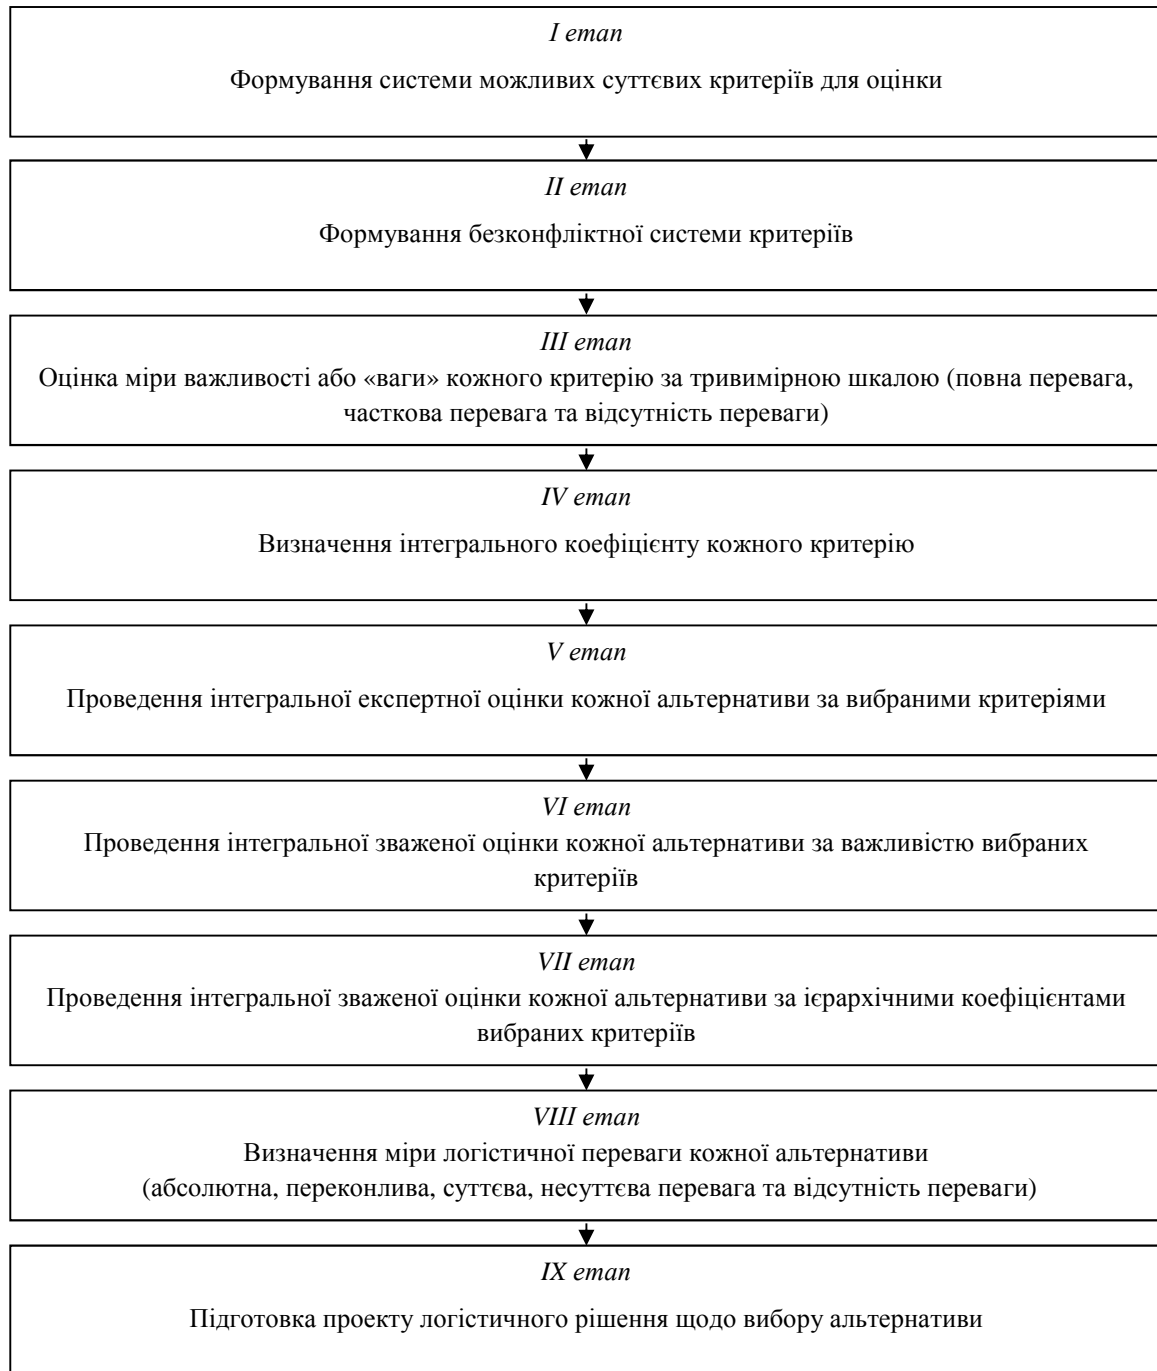 I етап
Формування системи можливих суттєвих критеріїв для оцінки
II етап
Формування безконфліктної системи критеріїв
III етап
Оцінка міри важливості або «ваги» кожного критерію за тривимірною шкалою (повна перевага,
часткова перевага та відсутність переваги)
IV етап
Визначення інтегрального коефіцієнту кожного критерію
V етап
Проведення інтегральної експертної оцінки кожної альтернативи за вибраними критеріями
VI етап
Проведення інтегральної зваженої оцінки кожної альтернативи за важливістю вибраних
критеріїв
VII етап
Проведення інтегральної зваженої оцінки кожної альтернативи за ієрархічними коефіцієнтами
вибраних критеріїв
VIII етап
Визначення міри логістичної переваги кожної альтернативи
(абсолютна, переконлива, суттєва, несуттєва перевага та відсутність переваги)
IX етап
Підготовка проекту логістичного рішення щодо вибору альтернативи